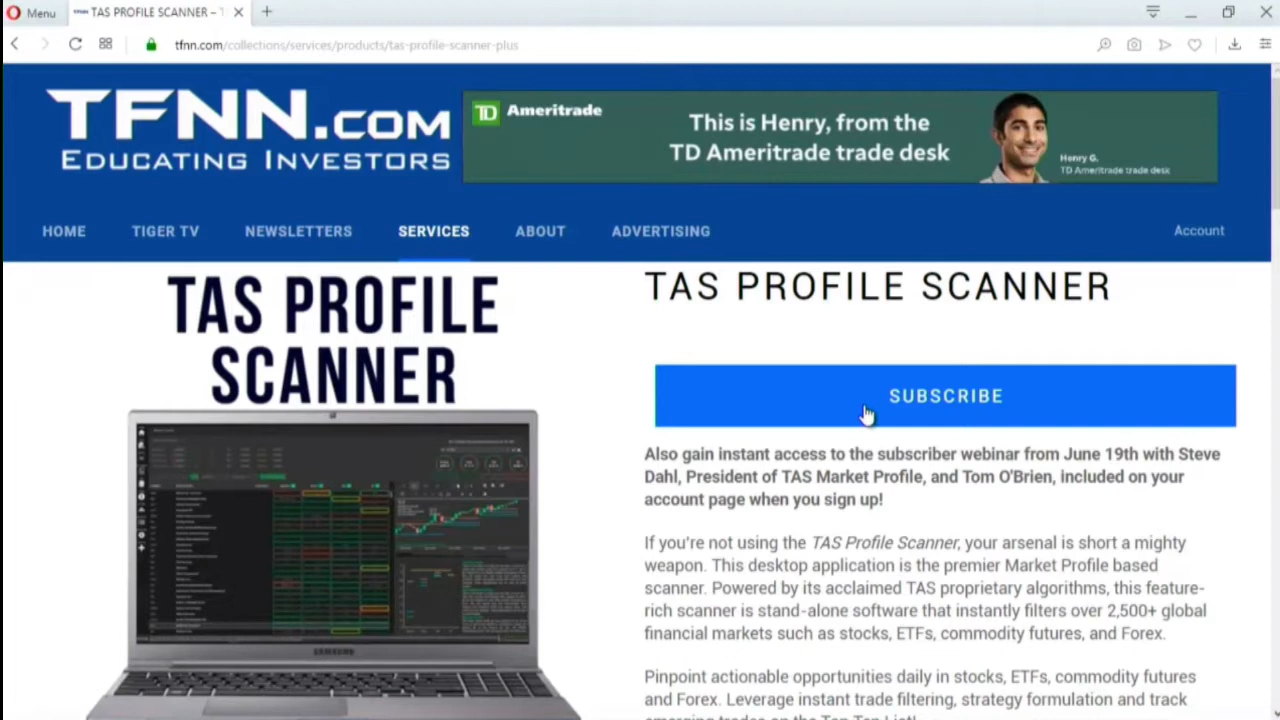 Menu
TAS PROFILE SCANNER –
tfnn.com/collections/services/products/tas-profile-scanner-plus
TFNN.COM
EDUCATING INVESTORS
TD Ameritrade
This is Henry, from the
TD Ameritrade trade desk
Henry G.
TD Ameritrade trade desk
HOME
TIGER TV
NEWSLETTERS
SERVICES
ABOUT
ADVERTISING
Account
TAS PROFILE
SCANNER
SAMSUNG
TAS PROFILE SCANNER
SUBSCRIBE
Also gain instant access to the subscriber webinar from June 19th with Steve
Dahl, President of TAS Market Profile, and Tom O'Brien, included on your
account page when you sign up!
If you're not using the TAS Profile Scanner, your arsenal is short a mighty
weapon. This desktop application is the premier Market Profile based
scanner. Powered by its acclaimed TAS proprietary algorithms, this feature-
rich scanner is stand-alone software that instantly filters over 2,500+ global
financial markets such as stocks, ETFs, commodity futures, and Forex.
Pinpoint actionable opportunities daily in stocks, ETFs, commodity futures
and Forex. Leverage instant trade filtering, strategy formulation and track
emerging trades on the Top Ten List!